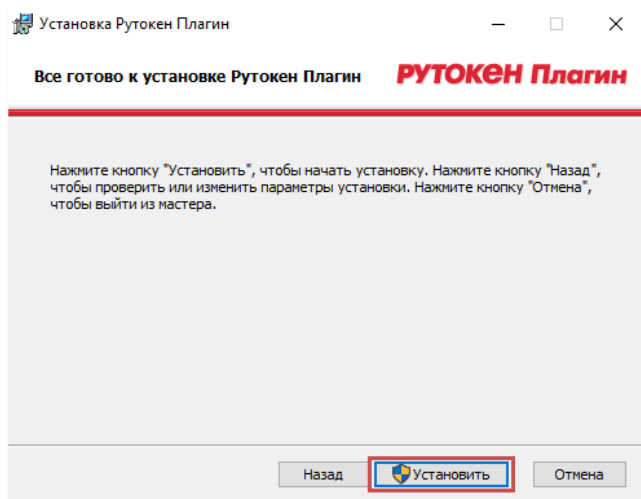 Установка Рутокен Плагин
Все готово к установке Рутокен Плагин
РУТОКЕН Плагин
Нажмите кнопку "Установить", чтобы начать установку. Нажмите кнопку "Назад",
чтобы проверить или изменить параметры установки. Нажмите кнопку "Отмена",
чтобы выйти из мастера.
Назад
Установить
Отмена